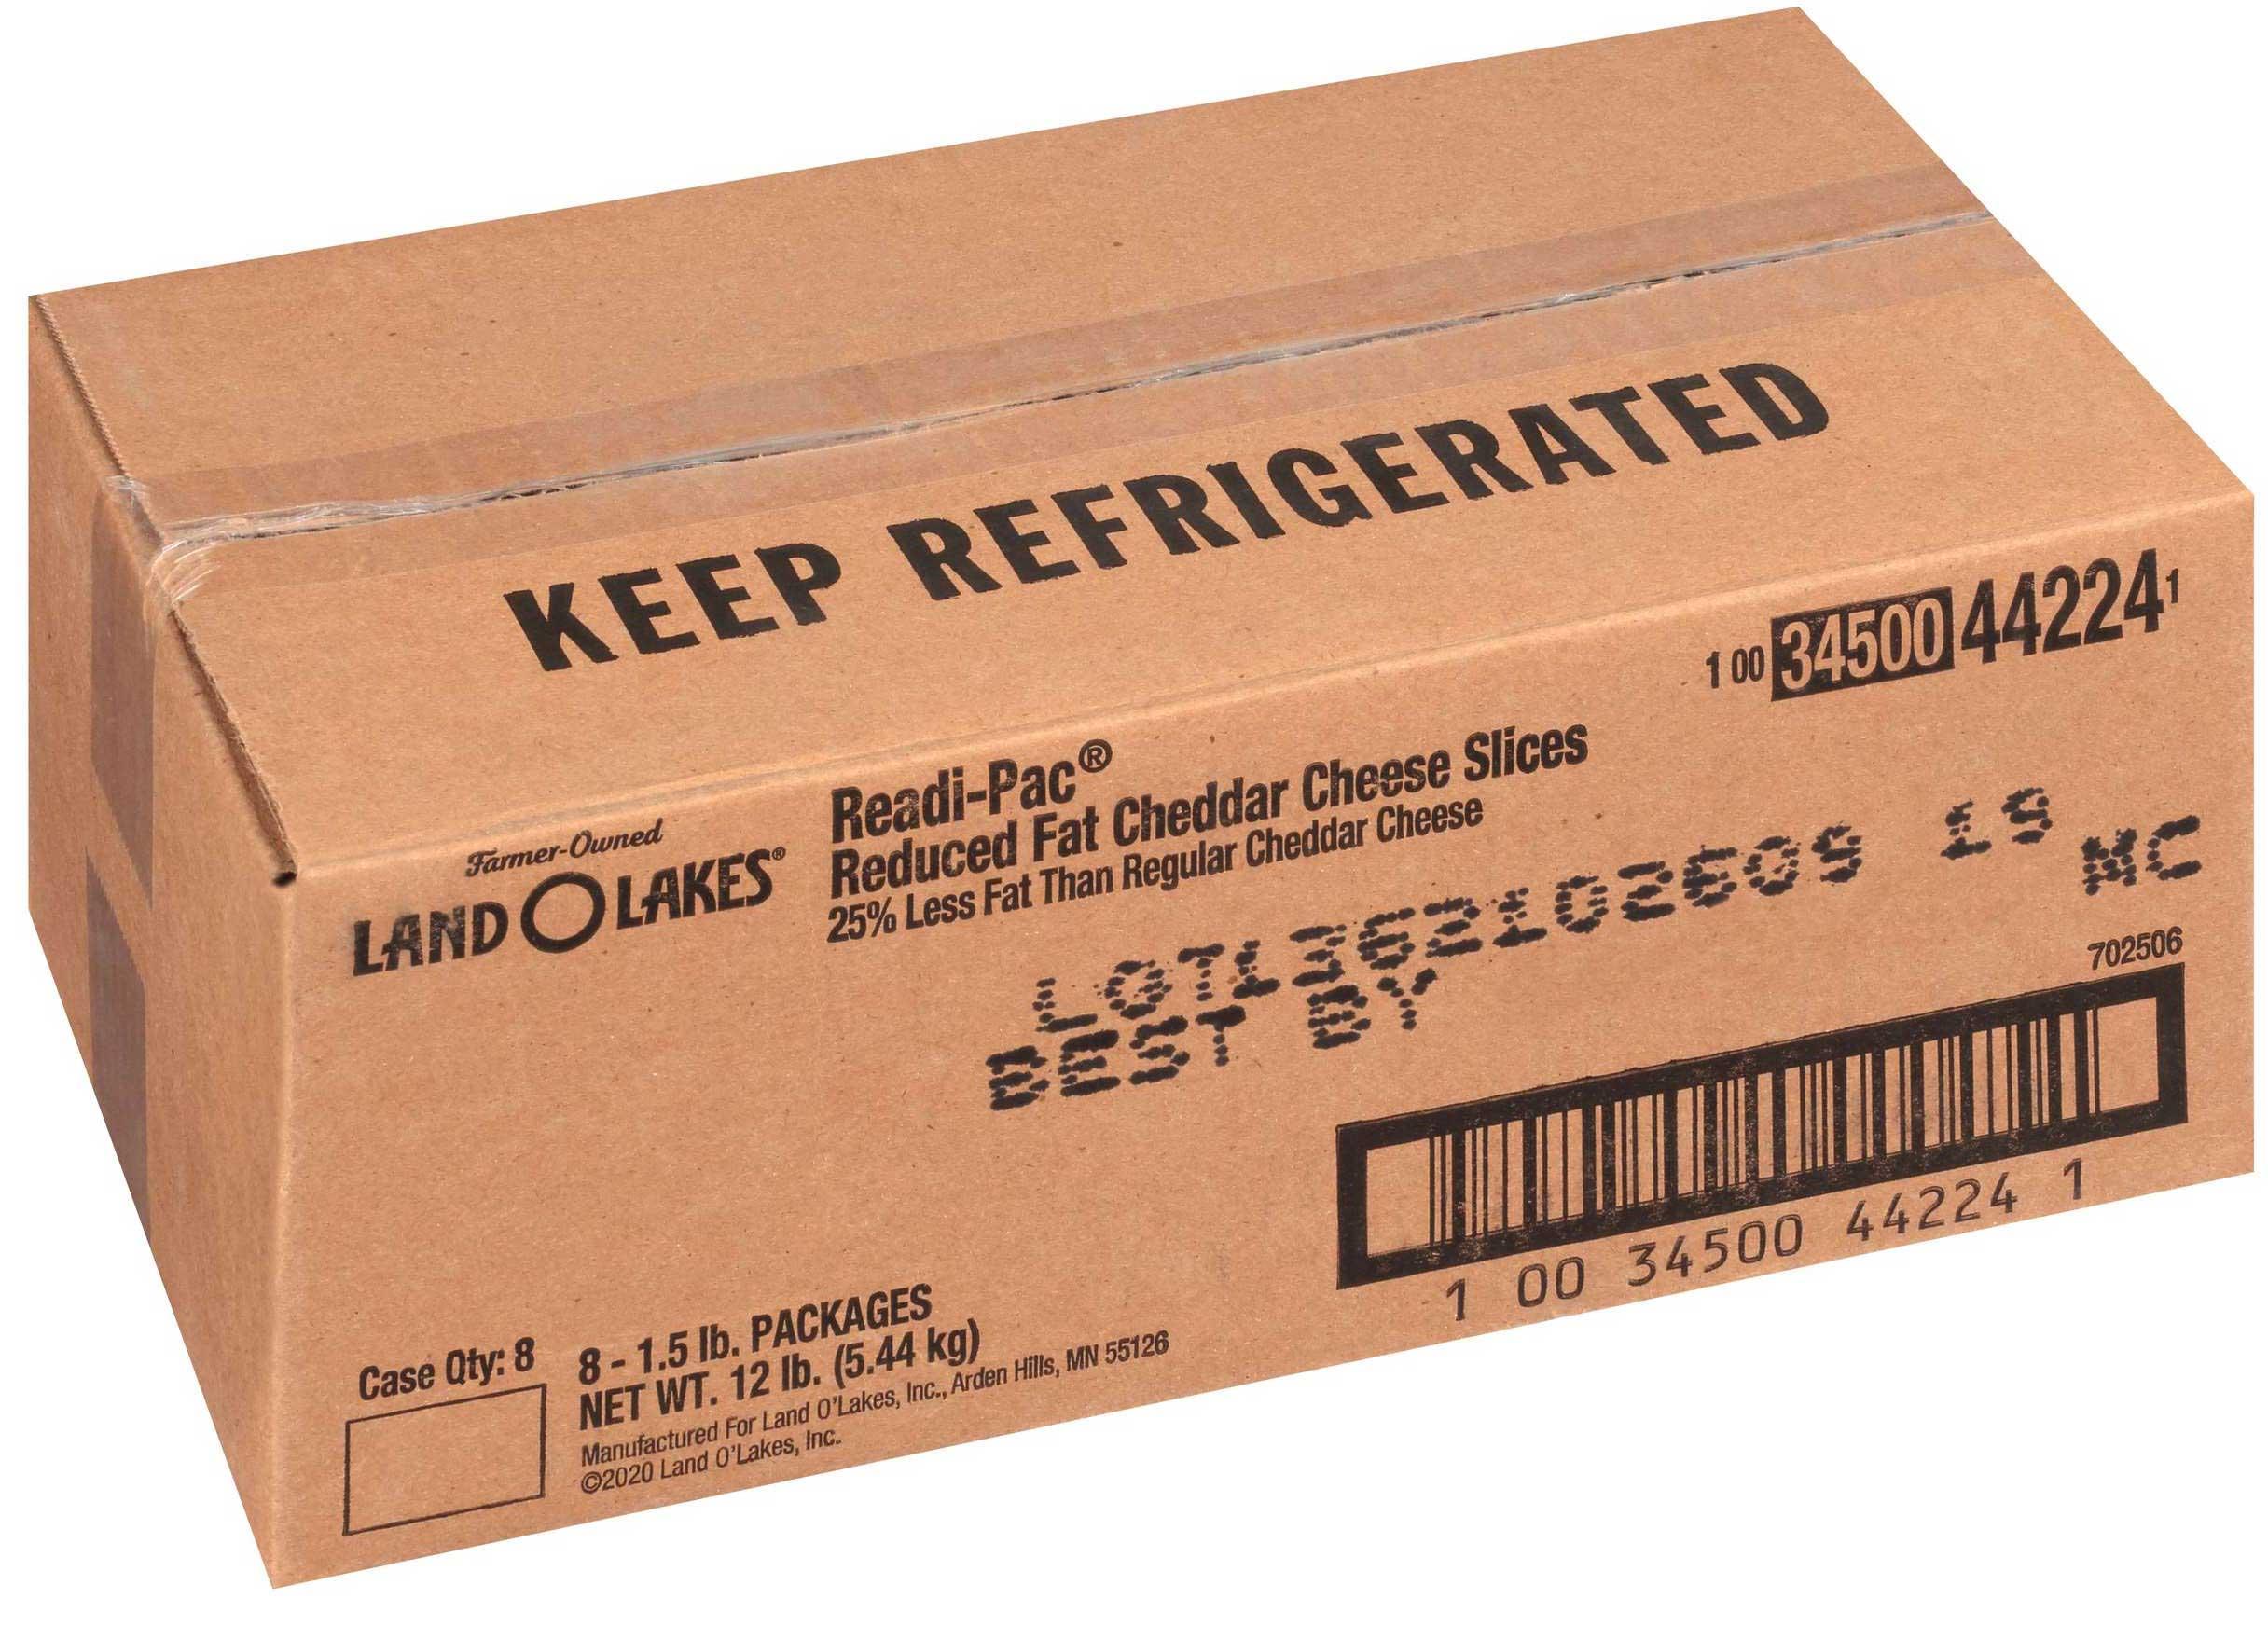 KEEP REFRIGERATED
1 00 34500 44224 1
Farmer-Owned
LAND O LAKES®
Readi-Pac®
Reduced Fat Cheddar Cheese Slices
25% Less Fat Than Regular Cheddar Cheese
BEST BY
MC
702506
1 00 34500 44224 1
Case Qty: 8
8 - 1.5 lb. PACKAGES
NET WT. 12 lb. (5.44 kg)
Manufactured For Land O'Lakes, Inc., Arden Hills, MN 55126
©2020 Land O'Lakes, Inc.